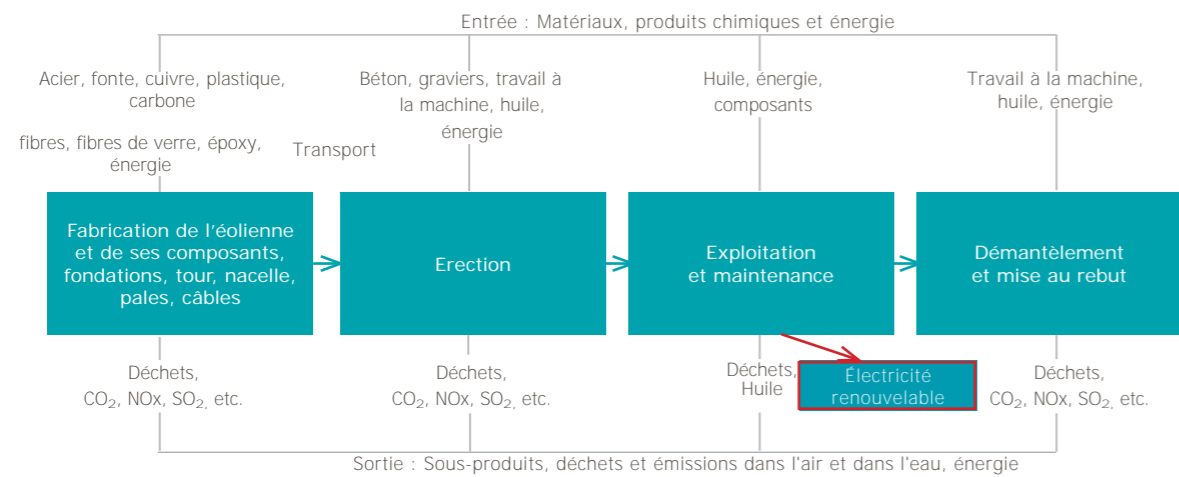 Entrée : Matériaux, produits chimiques et énergie
Acier, fonte, cuivre, plastique,
carbone
fibres, fibres de verre, époxy,
énergie
Transport
Béton, graviers, travail à
la machine, huile,
énergie
Huile, énergie,
composants
Travail à la machine,
huile, énergie
Fabrication de l'éolienne
et de ses composants,
fondations, tour, nacelle,
pales, câbles
Erection
Exploitation
et maintenance
Démantèlement
et mise au rebut
Déchets,
CO₂, NOx, SO₂, etc.
Déchets,
CO₂, NOx, SO₂, etc.
Déchets,
Huile
Électricité
renouvelable
Déchets,
CO₂, NOx, SO₂, etc.
Sortie : Sous-produits, déchets et émissions dans l'air et dans l'eau, énergie